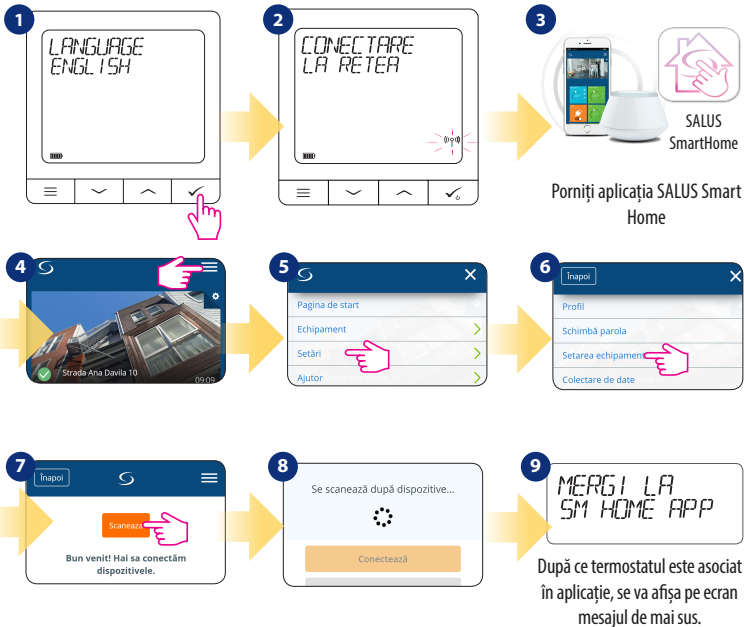 1
LANGUAGE
ENGLISH
2
CONECTARE
LA RETEA
3
SALUS
SmartHome
Porniți aplicația SALUS Smart
Home
4
Strada Ana Davila 10
09:09
5
Pagina de start
Echipament
Setări
Ajutor
6
Înapoi
Profil
Schimbă parola
Setarea echipament
Colectare de date
7
Înapoi
Scanează
Bun venit! Hai sa conectăm
dispozitivele.
8
Se scanează după dispozitive...
Conectează
9
MERGI LA
SM HOME APP
După ce termostatul este asociat
în aplicație, se va afișa pe ecran
mesajul de mai sus.